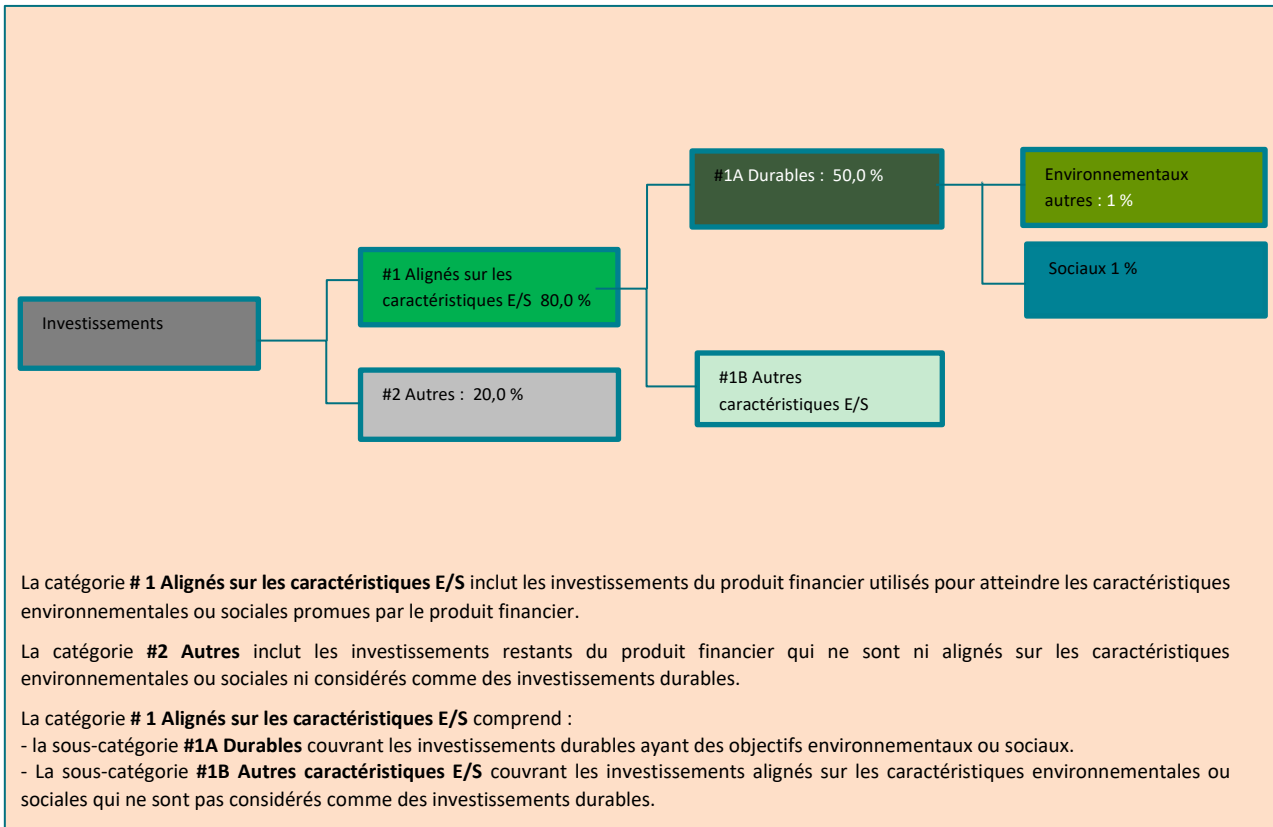 #1A Durables : 50,0 %
Environnementaux
autres : 1 %
#1 Alignés sur les
caractéristiques E/S 80,0 %
Sociaux 1 %
Investissements
#2 Autres : 20,0 %
#1B Autres
caractéristiques E/S
La catégorie # 1 Alignés sur les caractéristiques E/S inclut les investissements du produit financier utilisés pour atteindre les caractéristiques
environnementales ou sociales promues par le produit financier.
La catégorie #2 Autres inclut les investissements restants du produit financier qui ne sont ni alignés sur les caractéristiques
environnementales ou sociales ni considérés comme des investissements durables.
La catégorie # 1 Alignés sur les caractéristiques E/S comprend :
- la sous-catégorie #1A Durables couvrant les investissements durables ayant des objectifs environnementaux ou sociaux.
- La sous-catégorie #1B Autres caractéristiques E/S couvrant les investissements alignés sur les caractéristiques environnementales ou
sociales qui ne sont pas considérés comme des investissements durables.